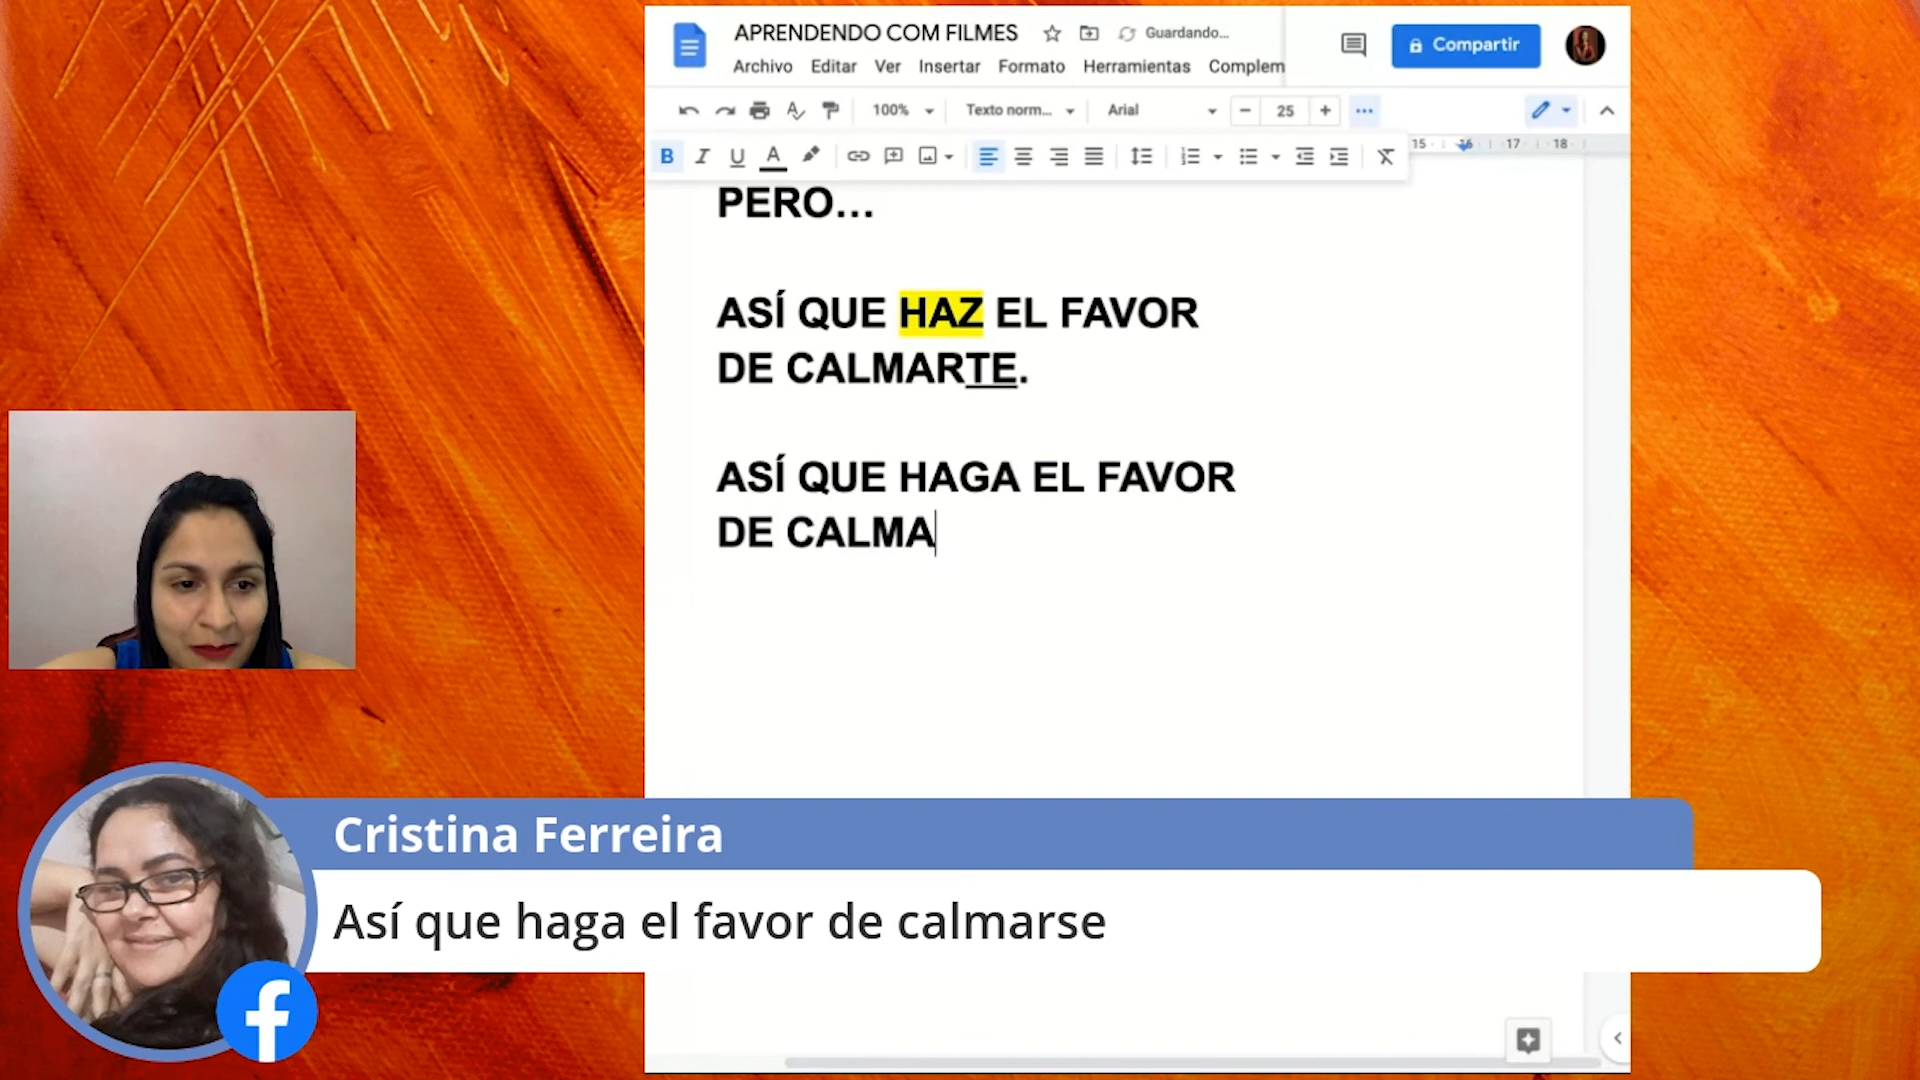 APRENDENDO COM FILMES
Guardando...
Compartir
Archivo Editar Ver Insertar Formato Herramientas Complem
100% Texto norm... Arial − 25 +
B I U A
15 16 17 18
PERO...
ASÍ QUE HAZ EL FAVOR
DE CALMARTE.
ASÍ QUE HAGA EL FAVOR
DE CALMA
Cristina Ferreira
Así que haga el favor de calmarse